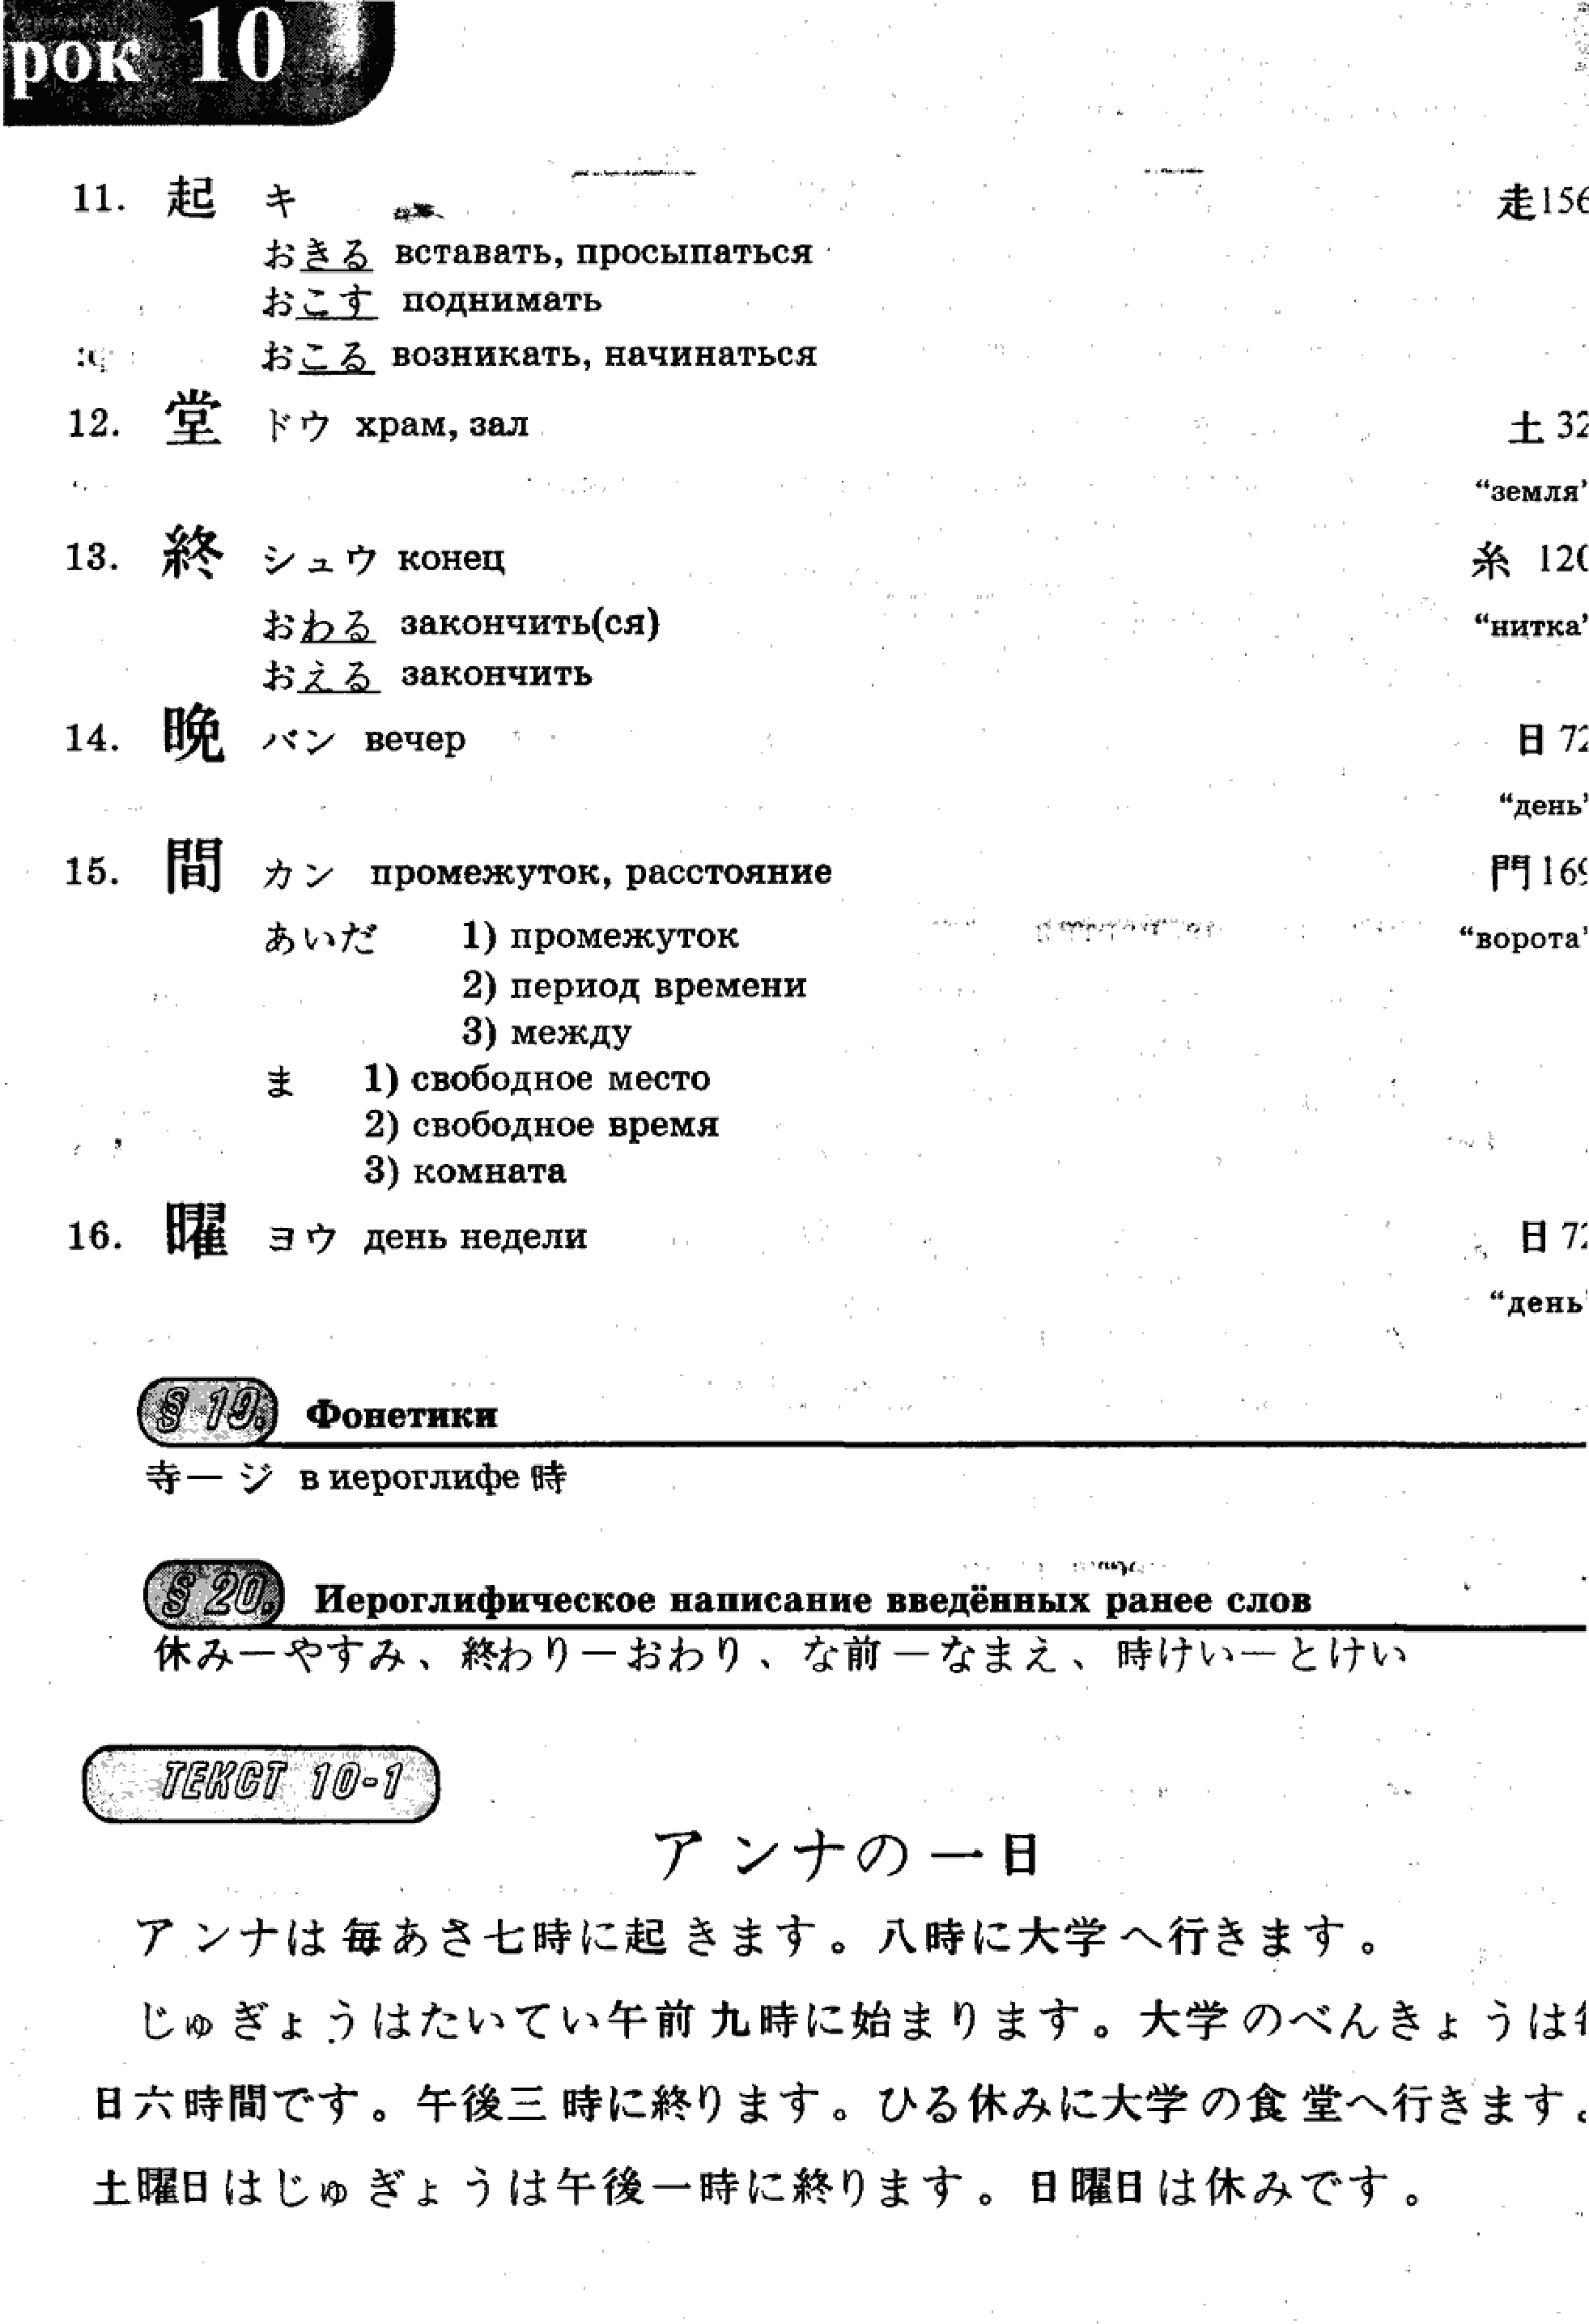 рок 10
11. 起 キ 走156
おきる вставать, просыпаться
おこす поднимать
おこる возникать, начинаться
12. 堂 ドウ храм, зал 土 32
“земля”
13. 終 シュウ конец 糸 120
おわる закончить(ся) “нитка”
おえる закончить
14. 晩 バン вечер 日 72
“день”
15. 間 カン промежуток, расстояние 門 169
あいだ 1) промежуток “ворота”
2) период времени
3) между
ま 1) свободное место
2) свободное время
3) комната
16. 曜 ヨウ день недели 日 72
“день”
§ 19. Фонетики
寺— ジ в иероглифе 時
§ 20. Иероглифическое написание введённых ранее слов
休み—やすみ、終わり—おわり、な前—なまえ、時けい—とけい
ТЕКСТ 10-1
アンナの一日
アンナは毎あさ七時に起きます。八時に大学へ行きます。
じゅぎょうはたいてい午前九時に始まります。大学のべんきょうは
日六時間です。午後三時に終ります。ひる休みに大学の食堂へ行きます。
土曜日はじゅぎょうは午後一時に終ります。日曜日は休みです。